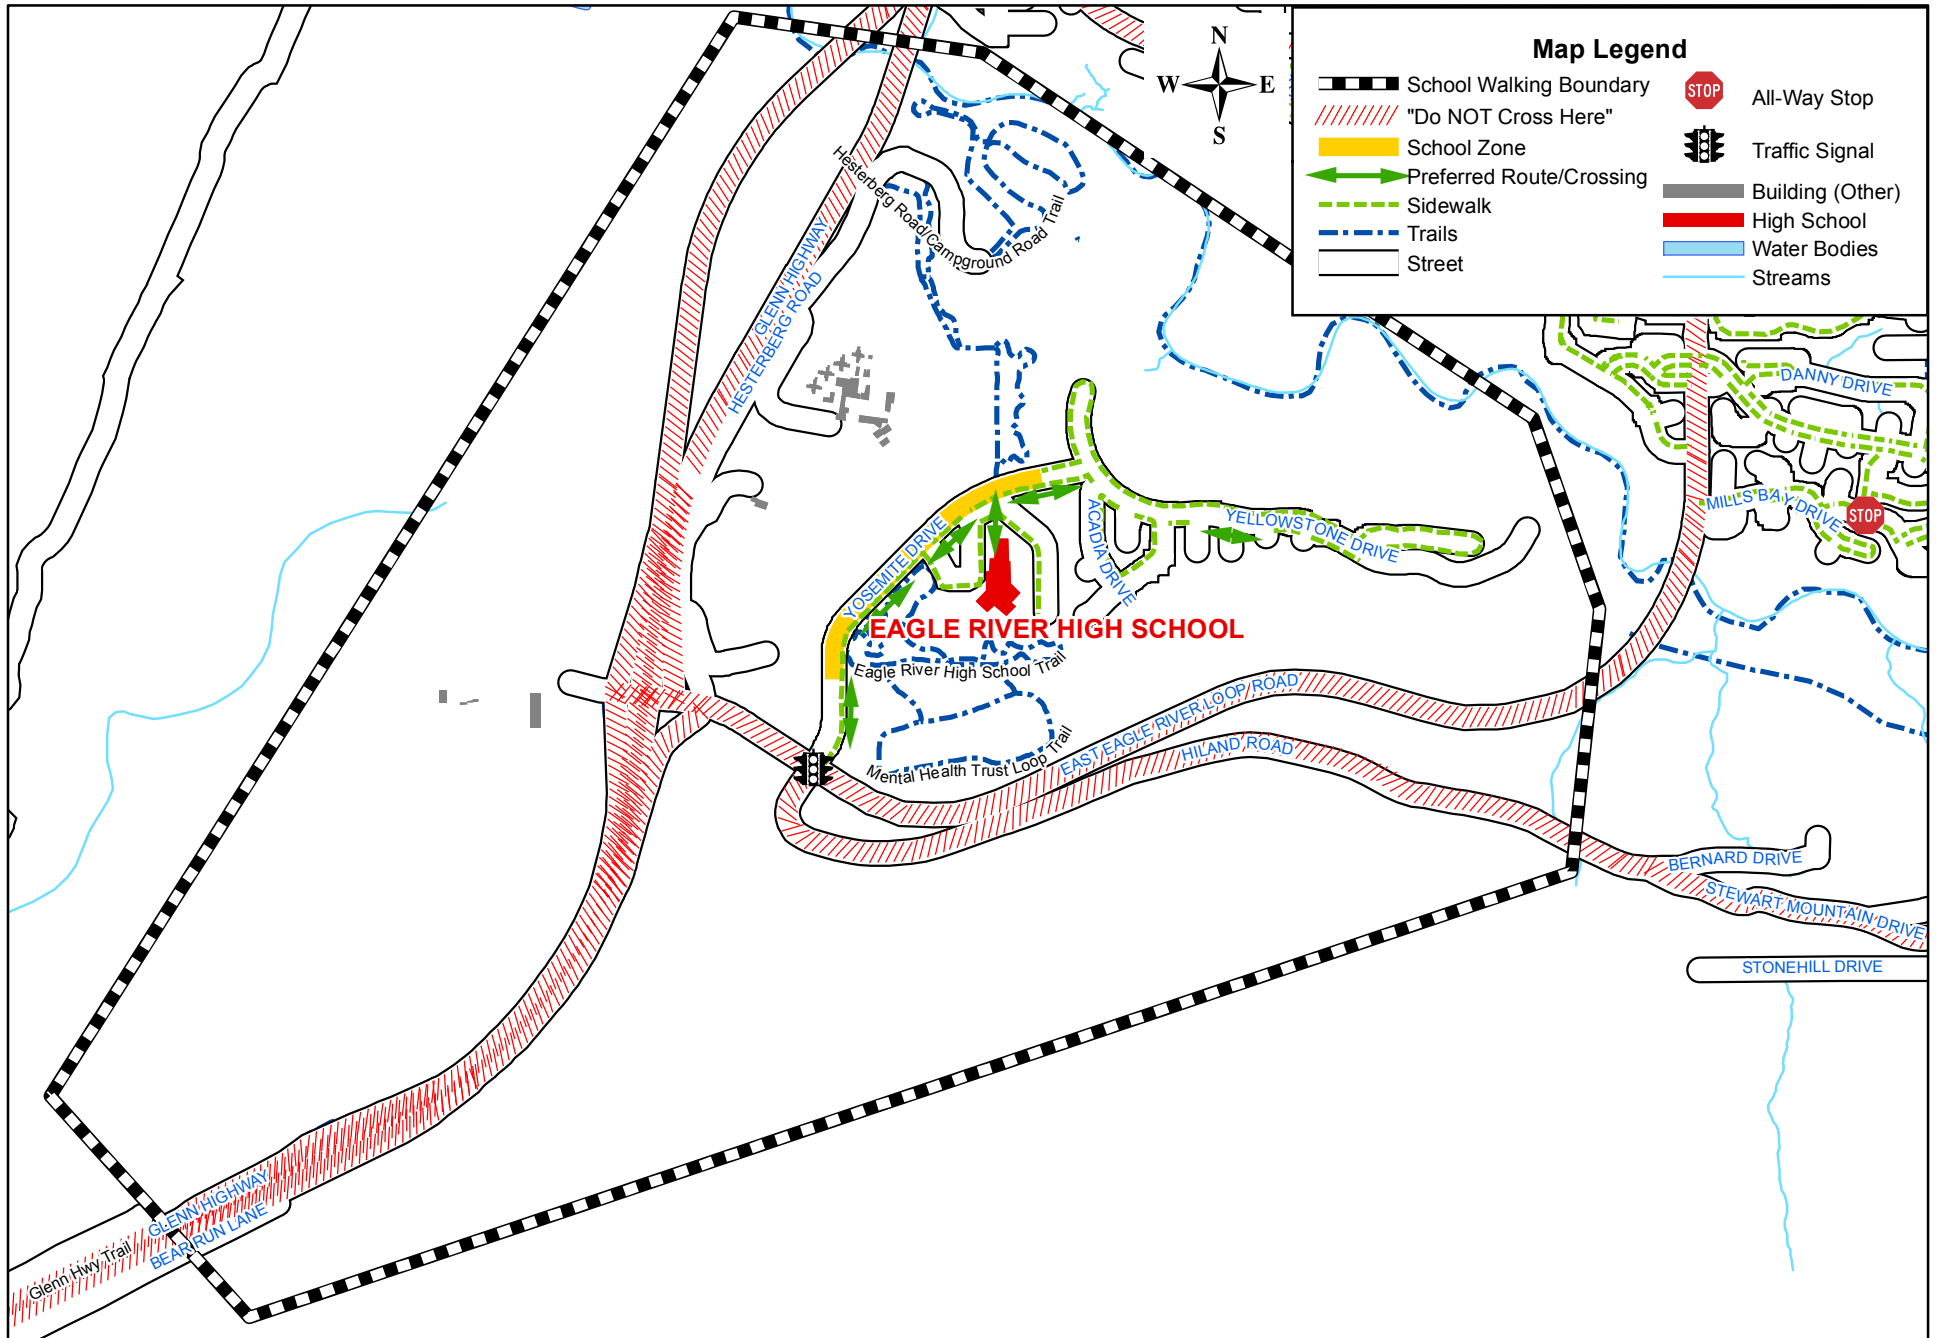 N
W
E
S
Map Legend
School Walking Boundary
"Do NOT Cross Here"
School Zone
Preferred Route/Crossing
Sidewalk
Trails
Street
STOP
All-Way Stop
Traffic Signal
Building (Other)
High School
Water Bodies
Streams
Hesterberg Road/Campground Road Trail
GLENN HIGHWAY
HESTERBERG ROAD
DANNY DRIVE
MILLS BAY DRIVE
STOP
YOSEMITE DRIVE
ACADIA DRIVE
YELLOWSTONE DRIVE
EAGLE RIVER HIGH SCHOOL
Eagle River High School Trail
Mental Health Trust Loop Trail
EAST EAGLE RIVER LOOP ROAD
HILAND ROAD
BERNARD DRIVE
STEWART MOUNTAIN DRIVE
STONEHILL DRIVE
GLENN HIGHWAY
BEAR RUN LANE
Glenn Hwy Trail